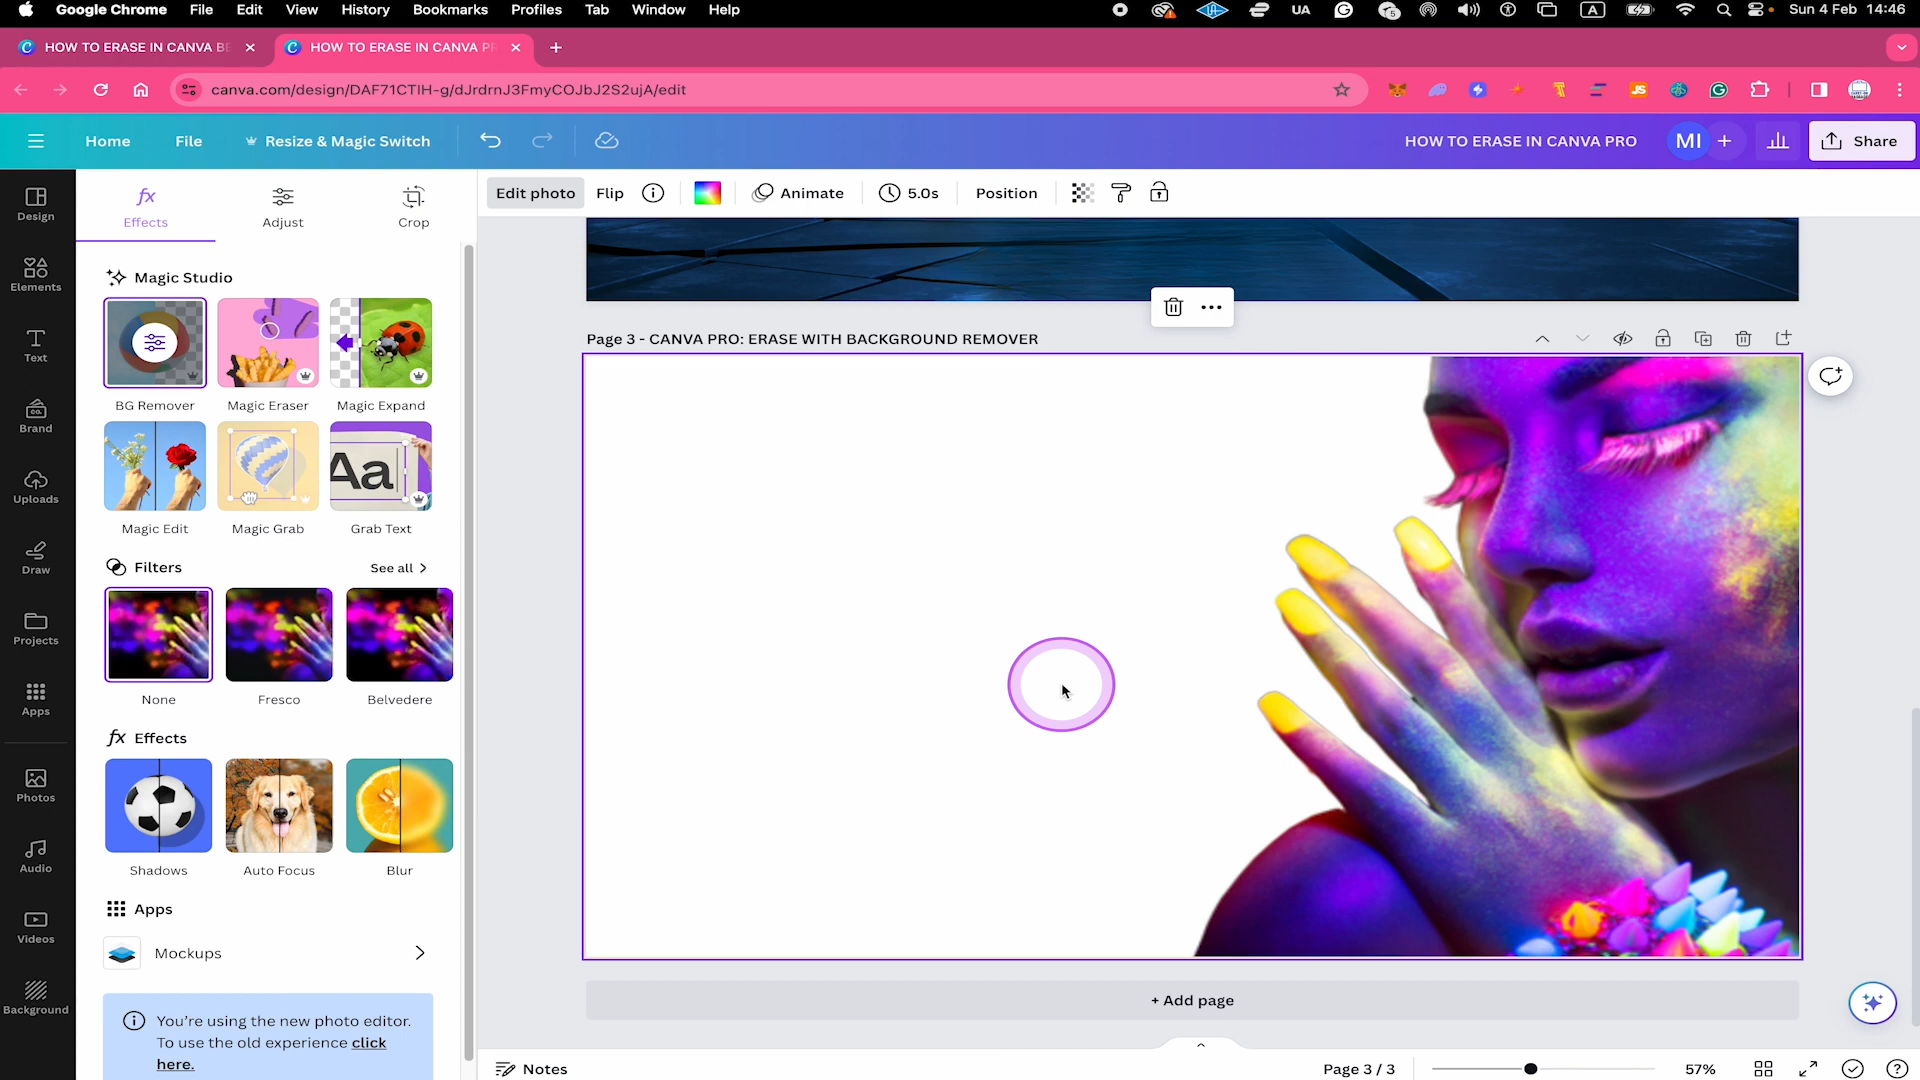 Google Chrome File Edit View History Bookmarks Profiles Tab Window Help UA 5 A Sun 4 Feb 14:46
HOW TO ERASE IN CANVA BE HOW TO ERASE IN CANVA PR
canva.com/design/DAF71CTIH-g/dJrdrnJ3FmyCOJbJ2S2ujA/edit JS
Home File Resize & Magic Switch HOW TO ERASE IN CANVA PRO MI Share
Design
Elements
Text
Brand
Uploads
Draw
Projects
Apps
Photos
Audio
Videos
Background
Effects Adjust Crop
Magic Studio
BG Remover Magic Eraser Magic Expand
Aa
Magic Edit Magic Grab Grab Text
Filters See all
None Fresco Belvedere
fx Effects
Shadows Auto Focus Blur
Apps
Mockups
You're using the new photo editor.
To use the old experience click
here.
Edit photo Flip Animate 5.0s Position
Page 3 - CANVA PRO: ERASE WITH BACKGROUND REMOVER
+ Add page
Notes Page 3 / 3 57%